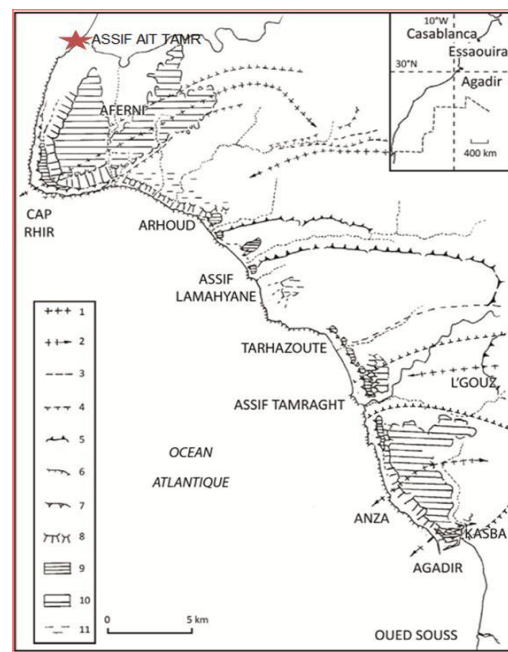 ASSIF AIT TAMR
10°W
Casablanca
Essaouira
30°N
Agadir
400 km
AFERNI
CAP
RHIR
ARHOUD
ASSIF
LAMAHYANE
TARHAZOUTE
L'GOUZ
ASSIF TAMRAGHT
OCEAN
ATLANTIQUE
ANZA
KASBA
AGADIR
OUED SOUSS
1
2
3
4
5
6
7
8
9
10
11
0
5 km